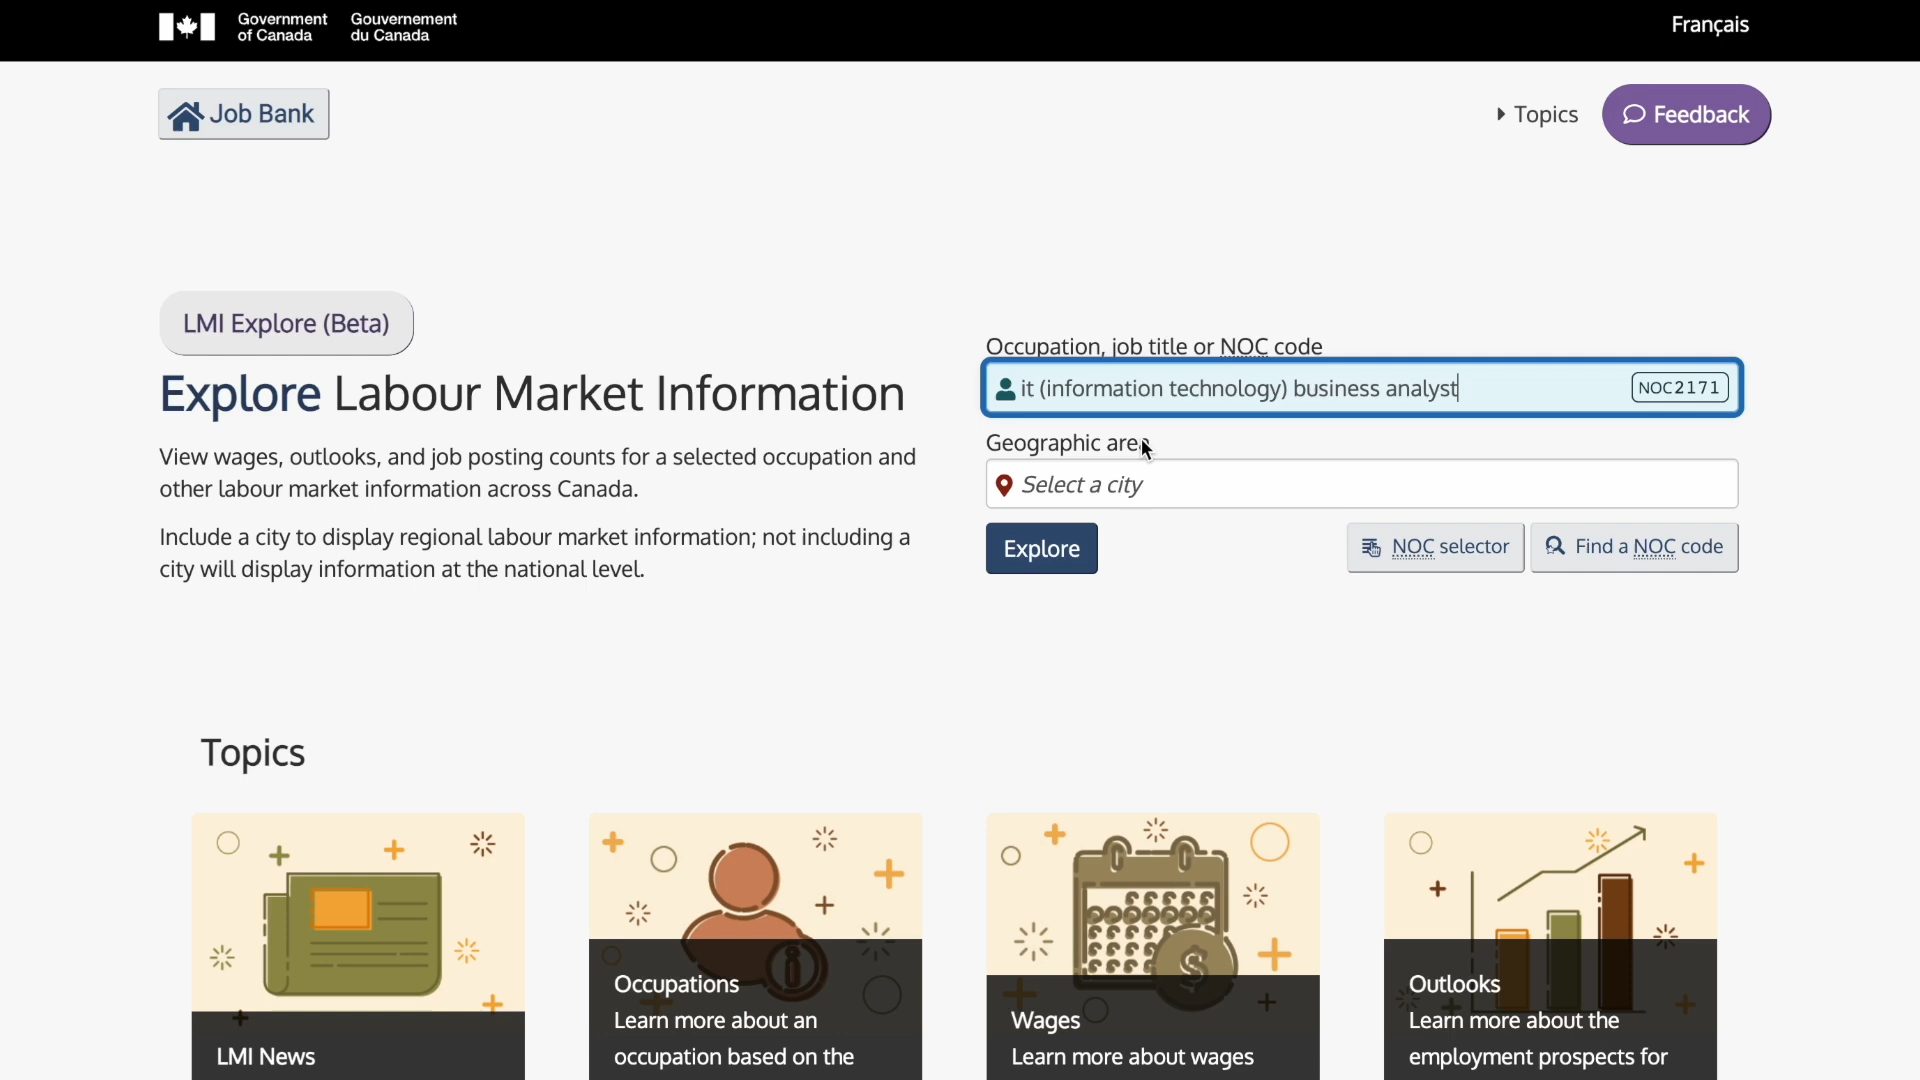 Government
of Canada
Gouvernement
du Canada
Français
Job Bank
Topics
Feedback
LMI Explore (Beta)
Explore Labour Market Information
View wages, outlooks, and job posting counts for a selected occupation and
other labour market information across Canada.
Include a city to display regional labour market information; not including a
city will display information at the national level.
Occupation, job title or NOC code
it (information technology) business analyst
NOC 2171
Geographic area
Select a city
Explore
NOC selector
Find a NOC code
Topics
LMI News
Occupations
Learn more about an
occupation based on the
Wages
Learn more about wages
Outlooks
Learn more about the
employment prospects for